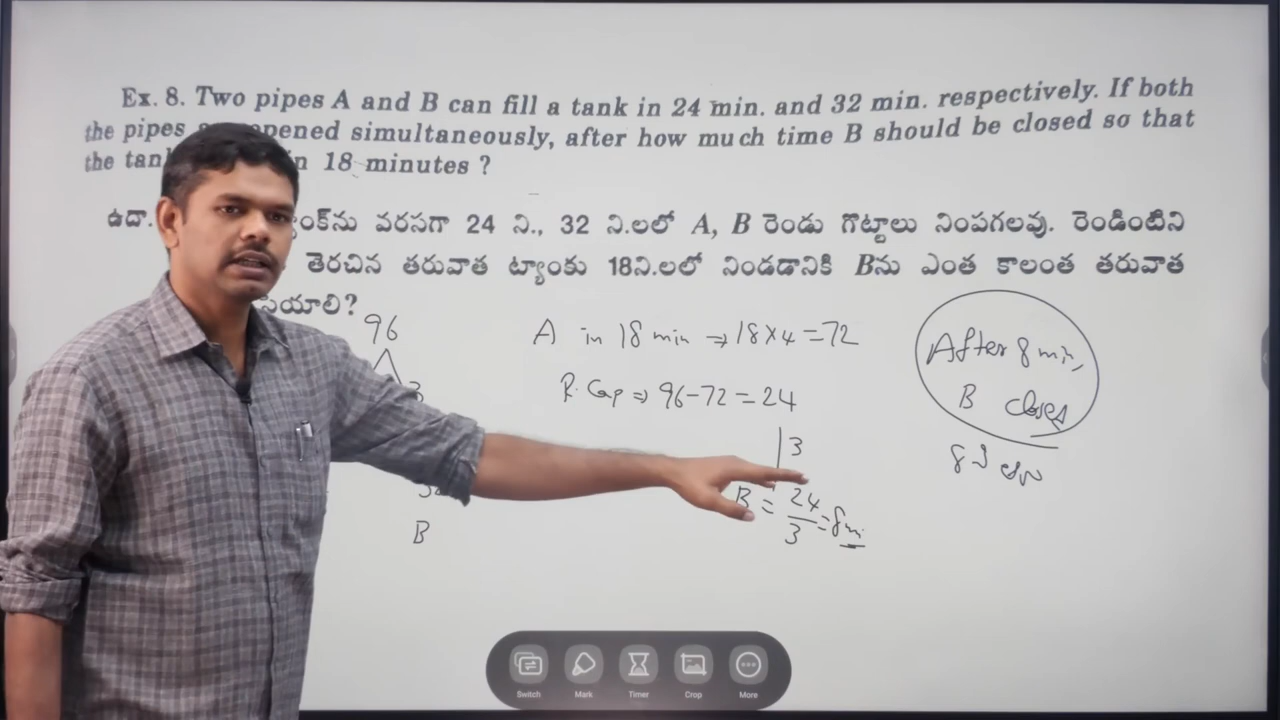 Ex. 8. Two pipes A and B can fill a tank in 24 min. and 32 min. respectively. If both
the pipes opened simultaneously, after how much time B should be closed so that
the tan n 18 minutes ?
ఉదా. ంక్‌ను వరసగా 24 ని., 32 ని.లలో A, B రెండు గొట్టాలు నింపగలవు. రెండింటిని
తెరచిన తరువాత ట్యాంకు 18ని.లలో నిండడానికి Bను ఎంత కాలంత తరువాత
సేయాలి?
96
A in 18 min ⇒ 18×4 = 72
R. Cap ⇒ 96-72 = 24
3
3
B = 24/3 = 8m
B
After 8 min,
B closes